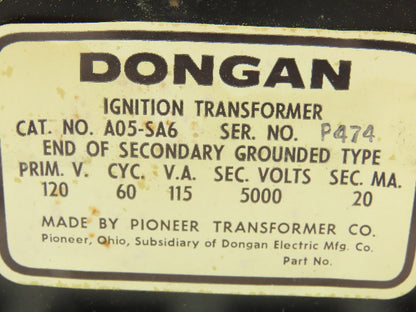 DONGAN
IGNITION TRANSFORMER
CAT. NO. A05-SA6 SER. NO. P474
END OF SECONDARY GROUNDED TYPE
PRIM. V. CYC. V.A. SEC. VOLTS SEC. MA.
120 60 115 5000 20
MADE BY PIONEER TRANSFORMER CO.
Pioneer, Ohio, Subsidiary of Dongan Electric Mfg. Co.
Part No.